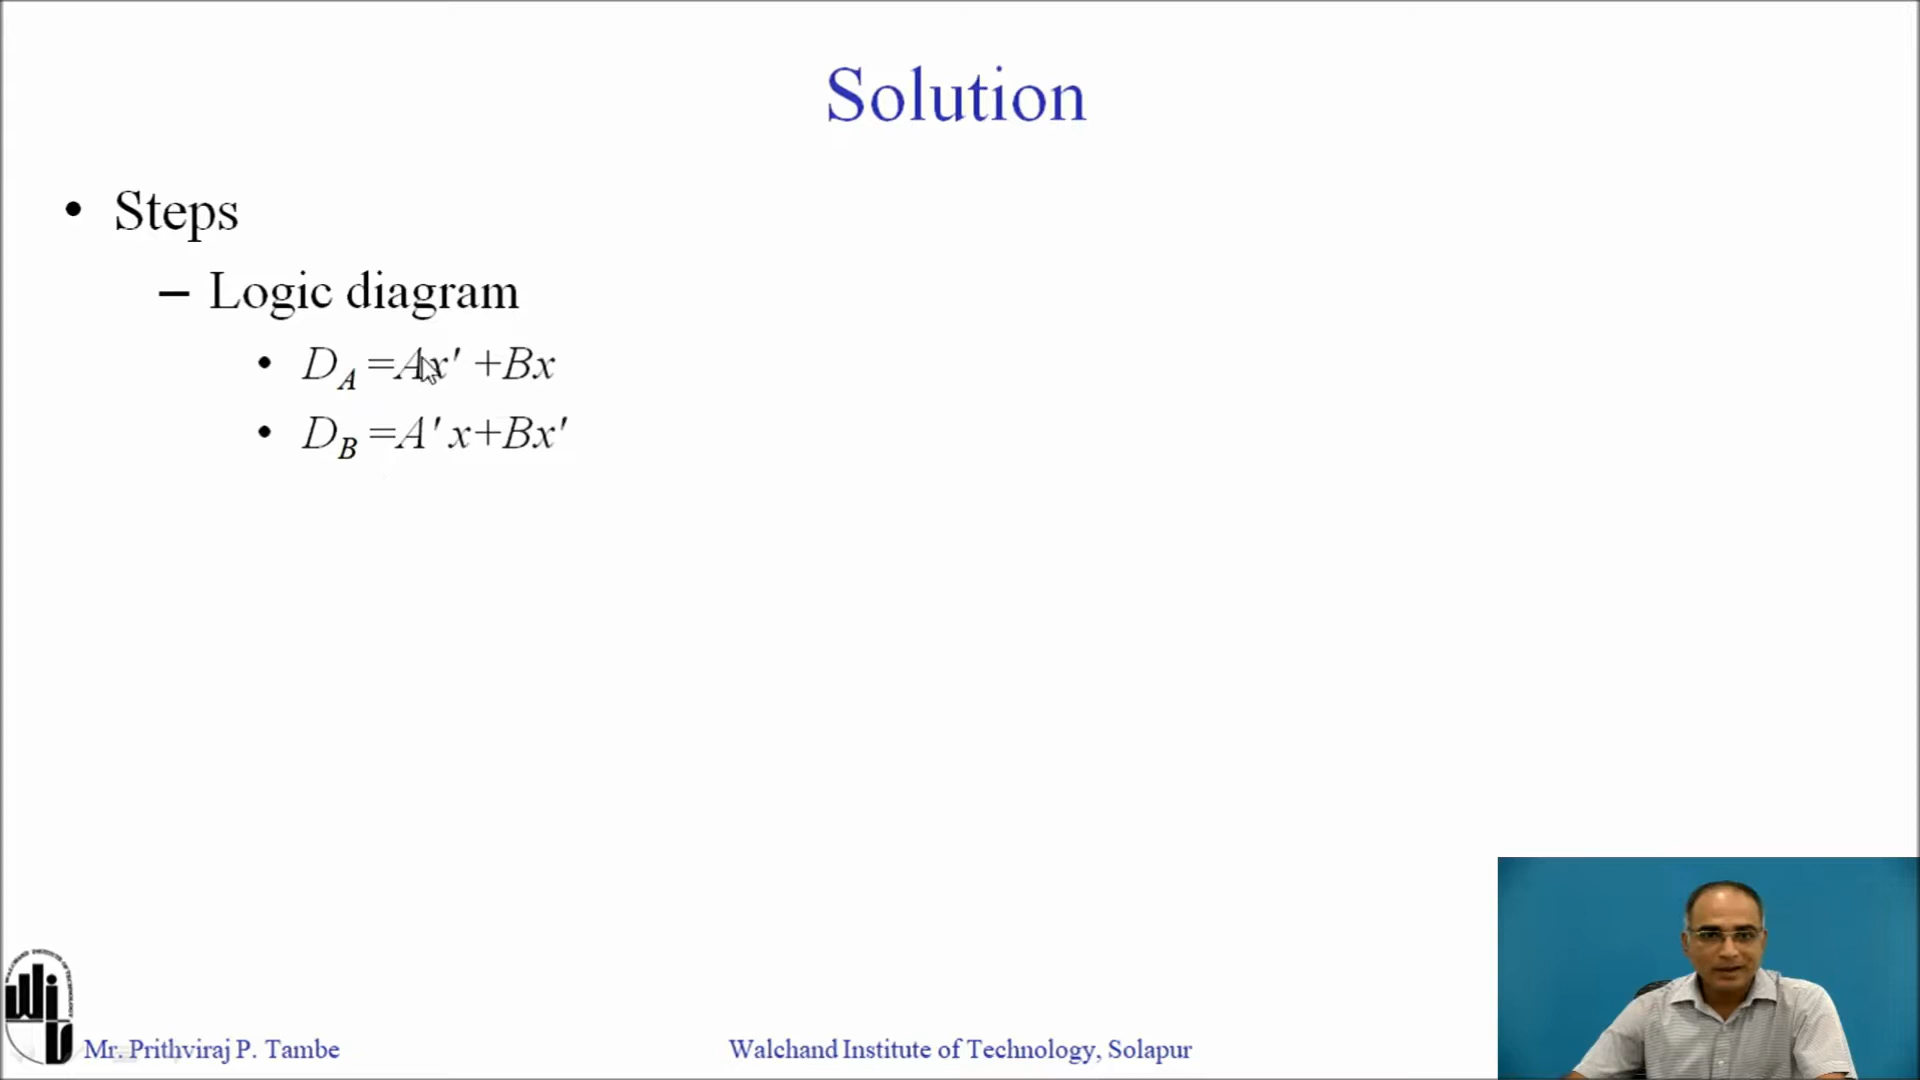 Solution
• Steps
– Logic diagram
• D_A =Ax' +Bx
• D_B =A' x+Bx'
Mr. Prithviraj P. Tambe
Walchand Institute of Technology, Solapur